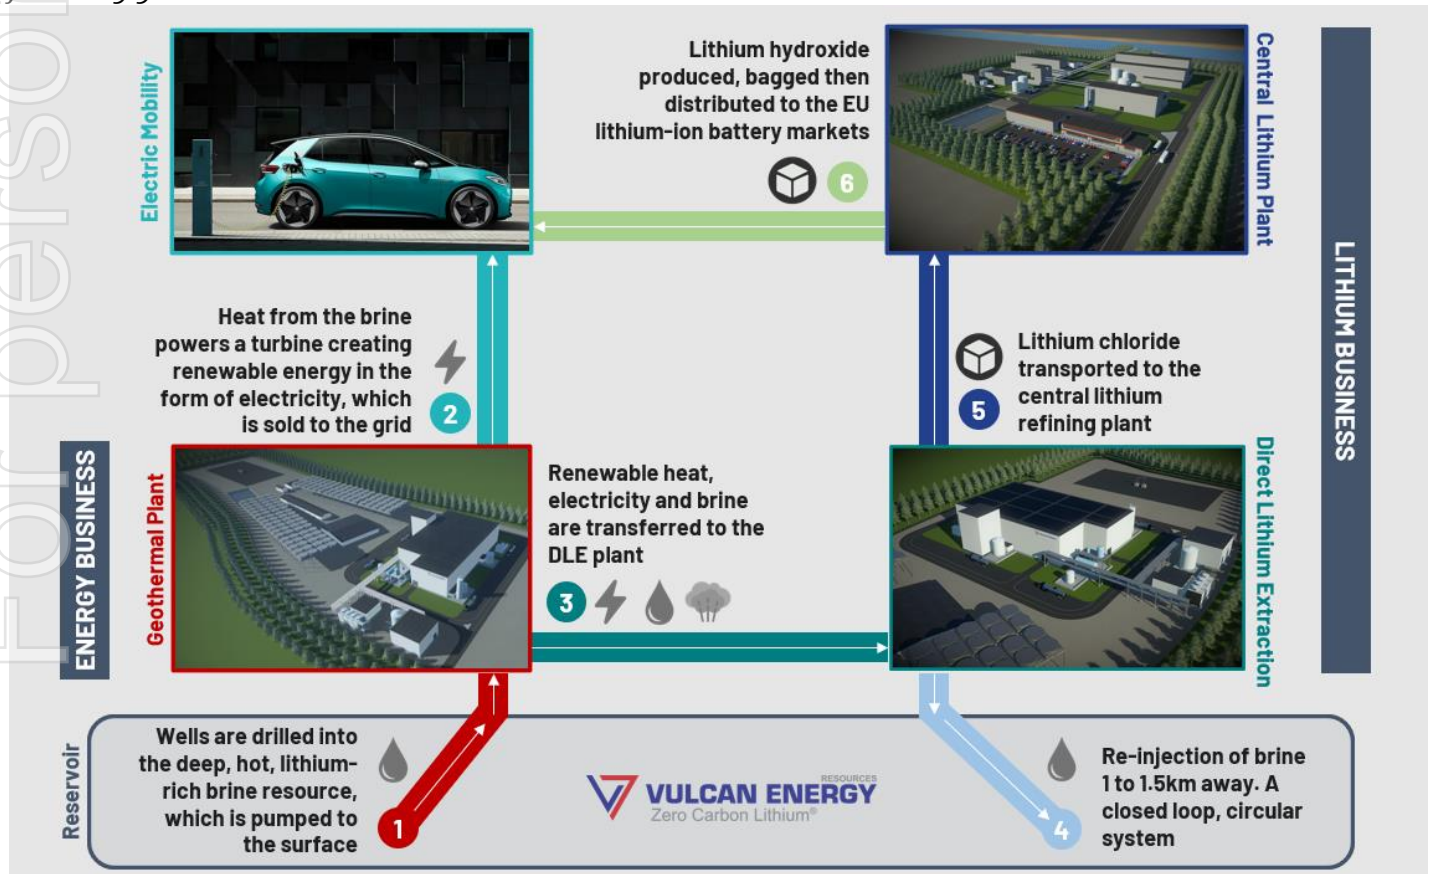 For person
Electric Mobility
Lithium hydroxide
produced, bagged then
distributed to the EU
lithium-ion battery markets
6
Central Lithium Plant
LITHIUM BUSINESS
Heat from the brine
powers a turbine creating
renewable energy in the
form of electricity, which
is sold to the grid
2
Lithium chloride
transported to the
central lithium
refining plant
5
ENERGY BUSINESS
Geothermal Plant
Renewable heat,
electricity and brine
are transferred to the
DLE plant
3
Direct Lithium Extraction
Reservoir
Wells are drilled into
the deep, hot, lithium-
rich brine resource,
which is pumped to
the surface
1
VULCAN ENERGY
RESOURCES
Zero Carbon Lithium®
Re-injection of brine
1 to 1.5km away. A
closed loop, circular
system
4